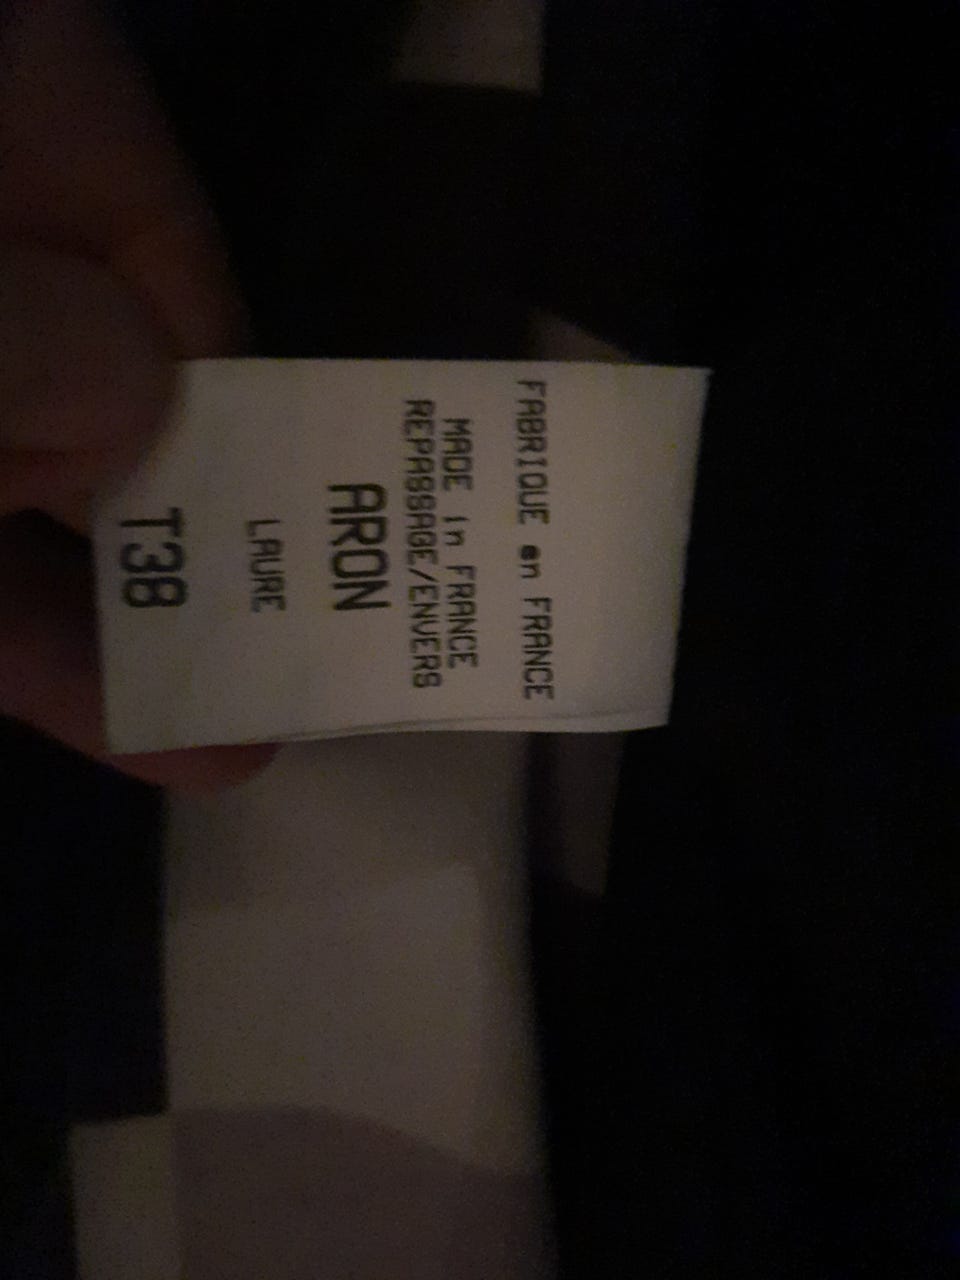 FABRIQUE en FRANCE
MADE in FRANCE
REPASSAGE/ENVERS
ARON
LAURE
T38